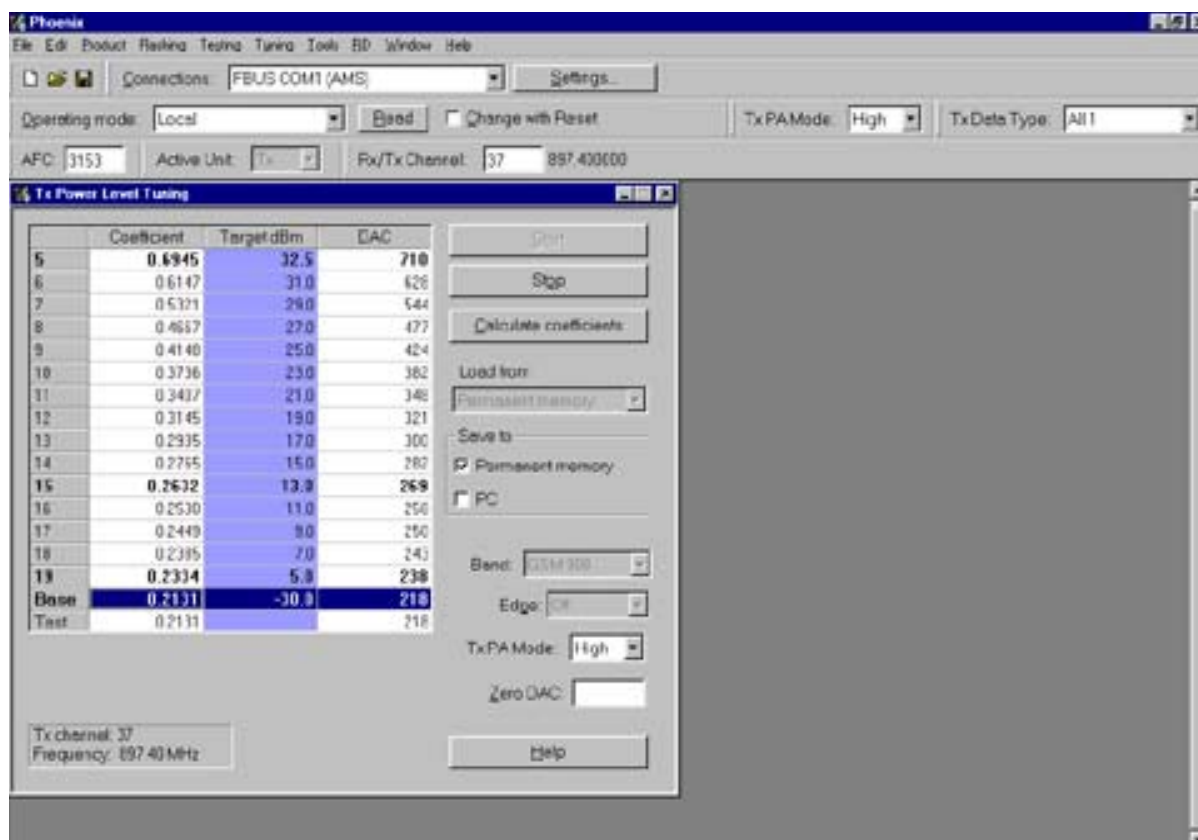 Phoenix
File Edit Product Flashing Testing Tuning Tools BD Window Help
Connections: FBUS COM1 (AMS) Settings...
Operating mode: Local Read Change with Reset Tx PA Mode: High Tx Data Type: All 1
AFC: 3153 Active Unit: Tx Rx/Tx Channel: 37 897.400000
Tx Power Level Tuning
Coefficient Target dBm DAC
5 0.6945 32.5 710
6 0.6147 31.0 628
7 0.5321 29.0 544
8 0.4667 27.0 477
9 0.4148 25.0 424
10 0.3736 23.0 382
11 0.3407 21.0 348
12 0.3145 19.0 321
13 0.2935 17.0 300
14 0.2765 15.0 282
15 0.2632 13.0 269
16 0.2530 11.0
17 0.2449 9.0 250
18 0.2385 7.0 243
19 0.2334 5.0 238
Base 0.2131 -30.0 218
Test 0.2131 218
Start
Stop
Calculate coefficients
Load from
Permanent memory
Save to
Permanent memory
PC
Band: GSM 900
Edge: Off
Tx PA Mode: High
Zero DAC:
Help
Tx channel: 37
Frequency: 897.40 MHz